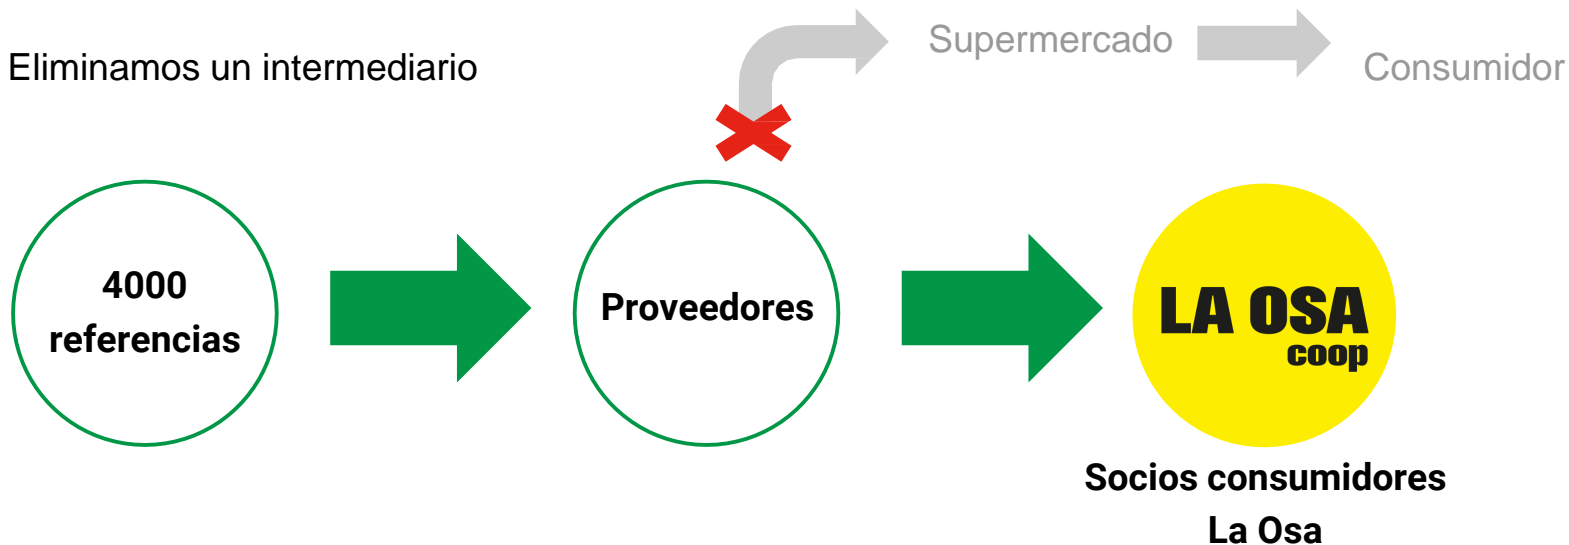 Supermercado
Eliminamos un intermediario
Consumidor
4000
referencias
Proveedores
LA OSA
coop
Socios consumidores
La Osa